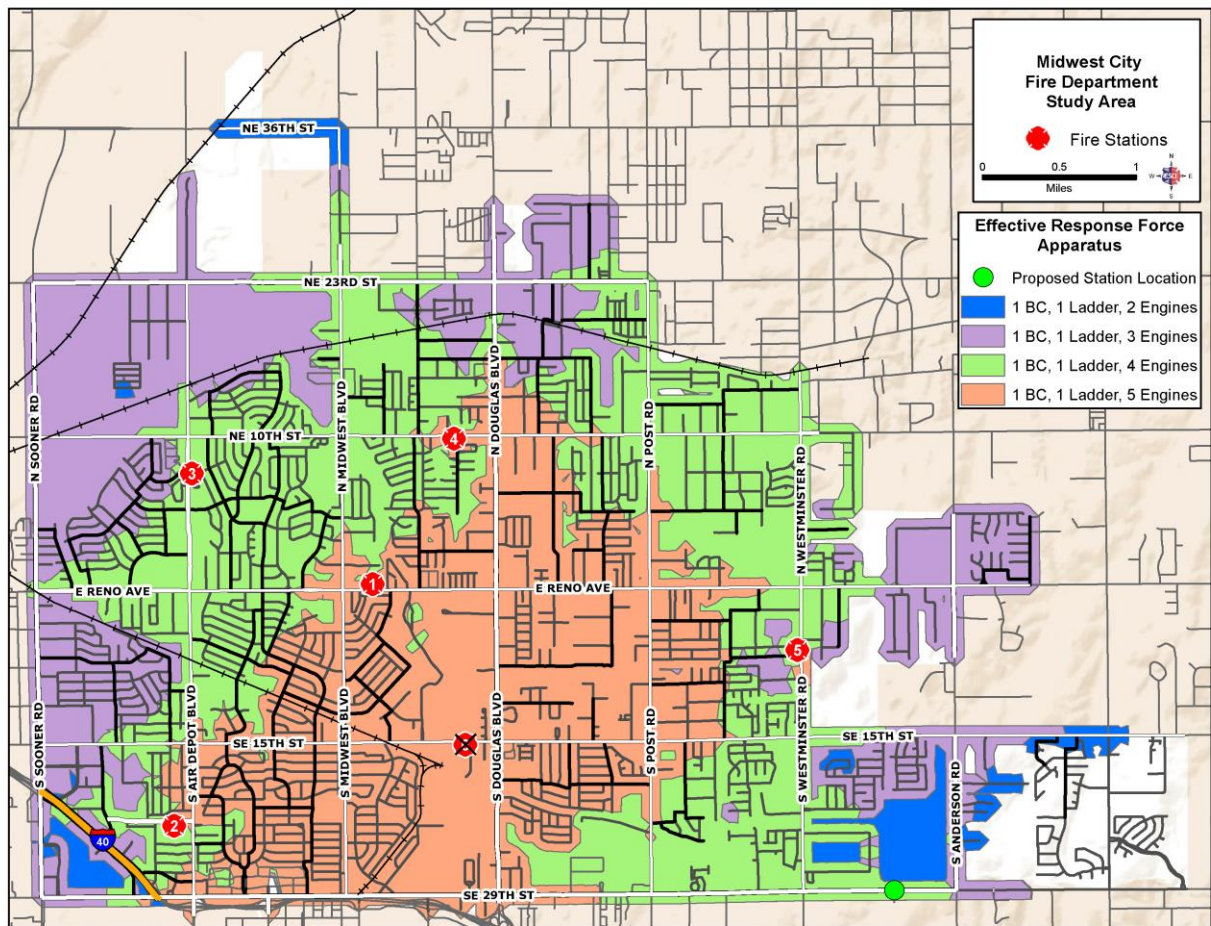 Midwest City
Fire Department
Study Area
Fire Stations
0 0.5 1
Miles
N
W E
S
Effective Response Force
Apparatus
Proposed Station Location
1 BC, 1 Ladder, 2 Engines
1 BC, 1 Ladder, 3 Engines
1 BC, 1 Ladder, 4 Engines
1 BC, 1 Ladder, 5 Engines
NE 36TH ST
NE 23RD ST
N SOONER RD
N MIDWEST BLVD
N DOUGLAS BLVD
N POST RD
N WESTMINSTER RD
NE 10TH ST
4
3
1
E RENO AVE
E RENO AVE
5
S SOONER RD
S AIR DEPOT BLVD
S MIDWEST BLVD
S DOUGLAS BLVD
S POST RD
S WESTMINSTER RD
S ANDERSON RD
SE 15TH ST
SE 15TH ST
2
40
SE 29TH ST